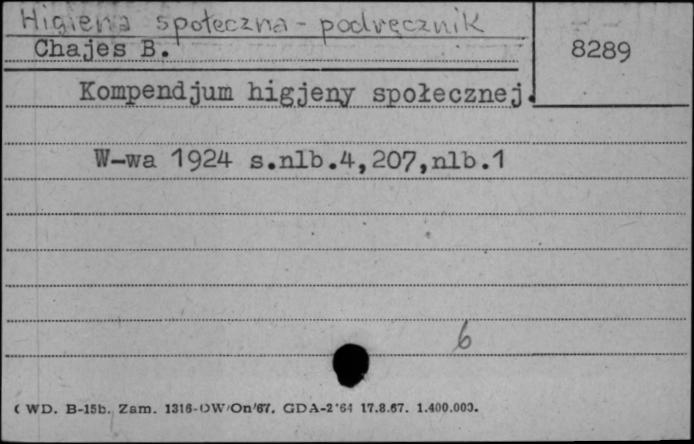 Higiena społeczna - podręcznik
Chajes B.
8289
Kompendjum higjeny społecznej.
W-wa 1924 s.nlb.4,207,nlb.1
6
WD. B-15b. Zam. 1316-OW/On/67. GDA-2'64 17.8.67. 1.400.000.